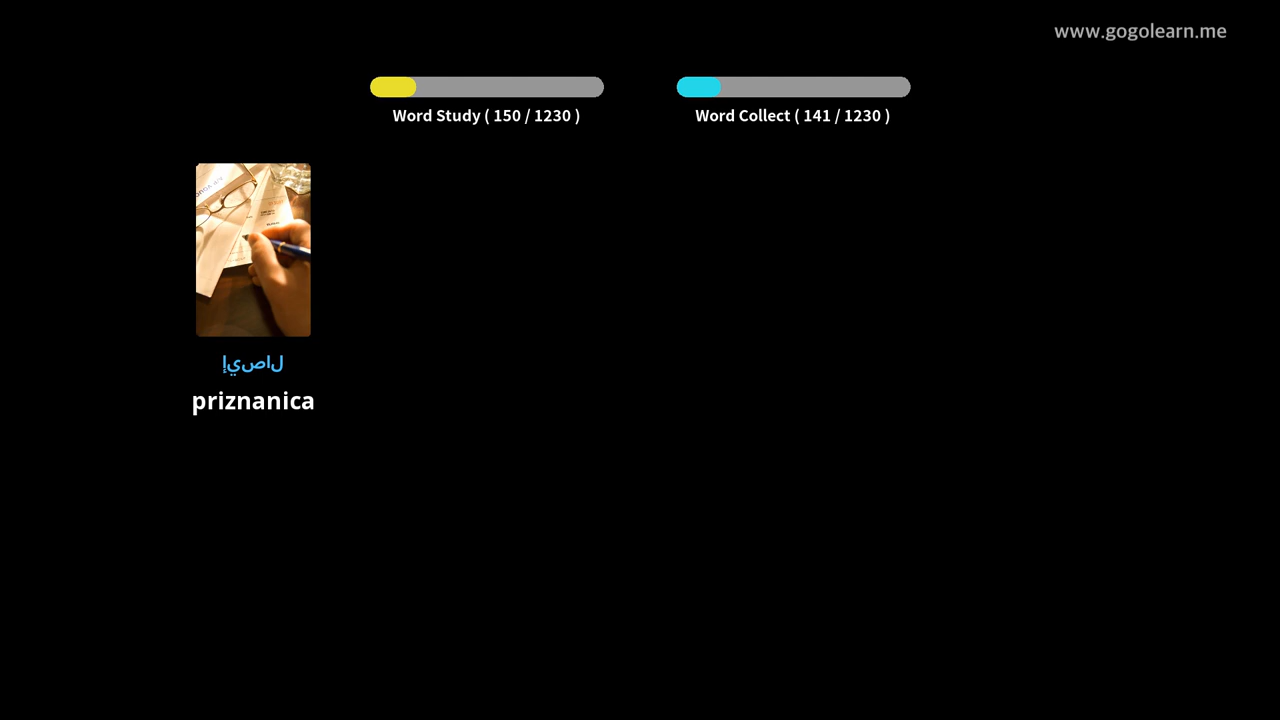 www.gogolearn.me
Word Study ( 150 / 1230 )
Word Collect ( 141 / 1230 )
إيصال
priznanica